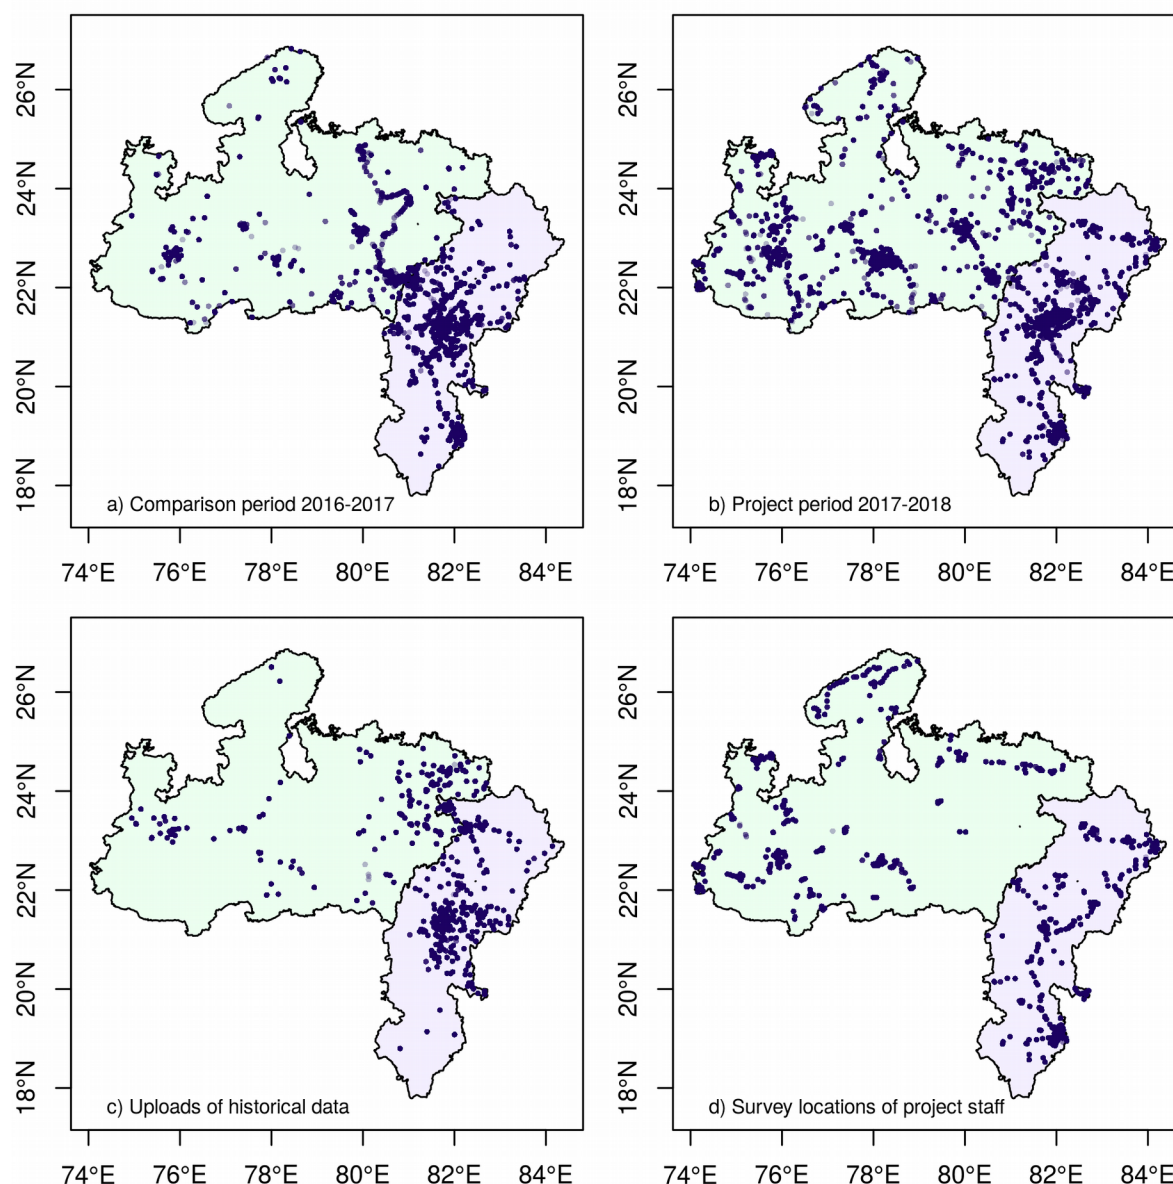 26°N
24°N
22°N
20°N
18°N
a) Comparison period 2016-2017
74°E 76°E 78°E 80°E 82°E 84°E
26°N
24°N
22°N
20°N
18°N
b) Project period 2017-2018
74°E 76°E 78°E 80°E 82°E 84°E
26°N
24°N
22°N
20°N
18°N
c) Uploads of historical data
74°E 76°E 78°E 80°E 82°E 84°E
26°N
24°N
22°N
20°N
18°N
d) Survey locations of project staff
74°E 76°E 78°E 80°E 82°E 84°E